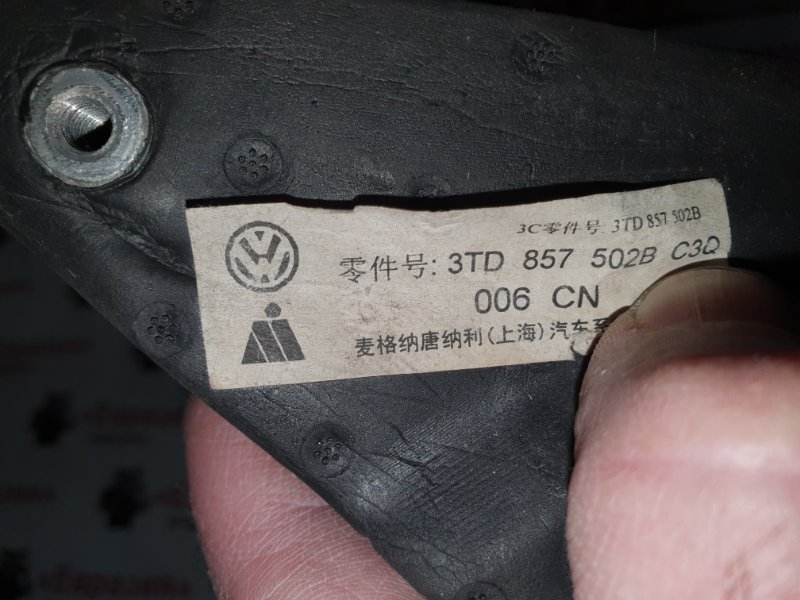 3C零件号: 3TD 857 502B
零件号: 3TD 857 502B C3Q
006 CN
麦格纳唐纳利(上海)汽车系